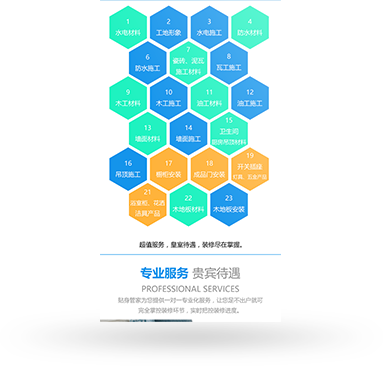 1
水电材料
2
工地形象
3
水电施工
4
防水材料
6
防水施工
7
瓷砖、泥瓦
施工材料
8
瓦工施工
9
木工材料
10
木工施工
11
油工材料
12
油工施工
13
墙面材料
14
墙面施工
15
卫生间
厨房吊顶材料
16
吊顶施工
17
橱柜安装
18
成品门安装
19
开关插座
灯具、卫浴产品
21
浴室柜、花洒
洁具产品
22
木地板材料
23
木地板安装
超值服务，皇室待遇，装修尽在掌握。
专业服务 贵宾待遇
PROFESSIONAL SERVICES
贴身管家为您提供一对一专业化服务，让您足不出户就可
完全掌控装修环节，实时把控装修进度。